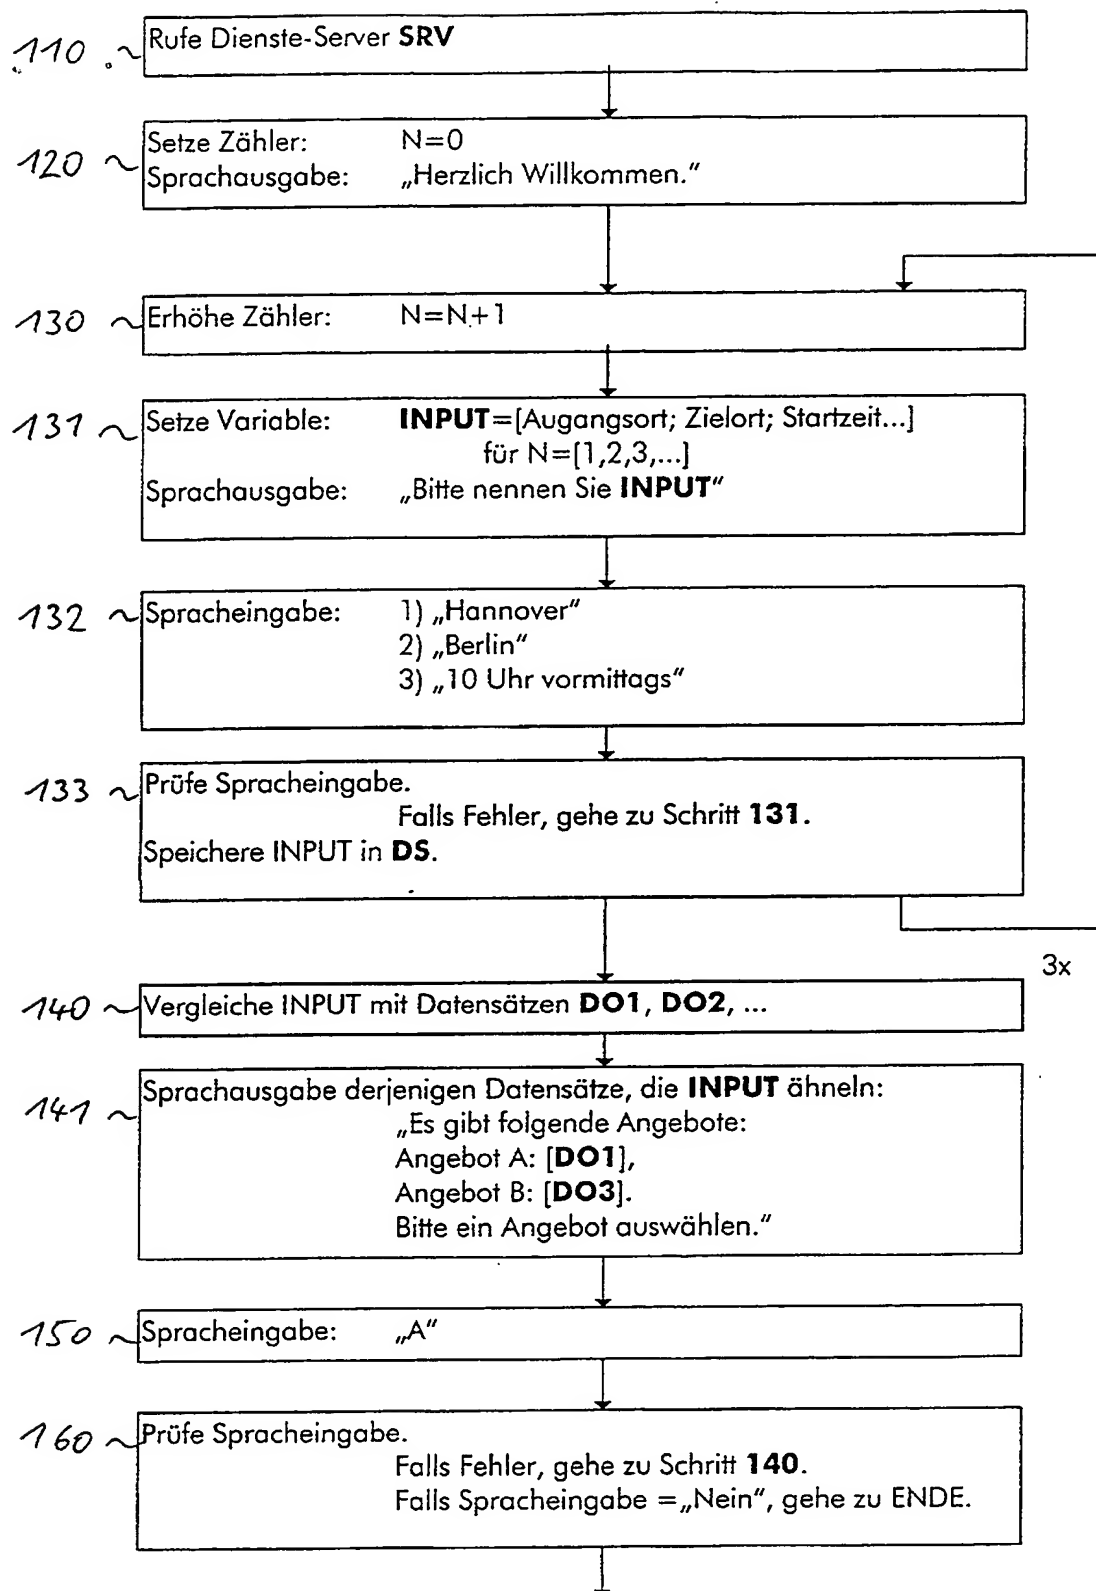 110 Rufe Dienste-Server SRV
120 Setze Zähler: N=0
Sprachausgabe: „Herzlich Willkommen."
130 Erhöhe Zähler: N=N+1
131 Setze Variable: INPUT=[Augangsort; Zielort; Startzeit...]
für N=[1,2,3,...]
Sprachausgabe: „Bitte nennen Sie INPUT"
132 Spracheingabe: 1) „Hannover"
2) „Berlin"
3) „10 Uhr vormittags"
133 Prüfe Spracheingabe.
Falls Fehler, gehe zu Schritt 131.
Speichere INPUT in DS.
3x
140 Vergleiche INPUT mit Datensätzen DO1, DO2, ...
141 Sprachausgabe derjenigen Datensätze, die INPUT ähneln:
„Es gibt folgende Angebote:
Angebot A: [DO1],
Angebot B: [DO3].
Bitte ein Angebot auswählen."
150 Spracheingabe: „A"
160 Prüfe Spracheingabe.
Falls Fehler, gehe zu Schritt 140.
Falls Spracheingabe =„Nein", gehe zu ENDE.